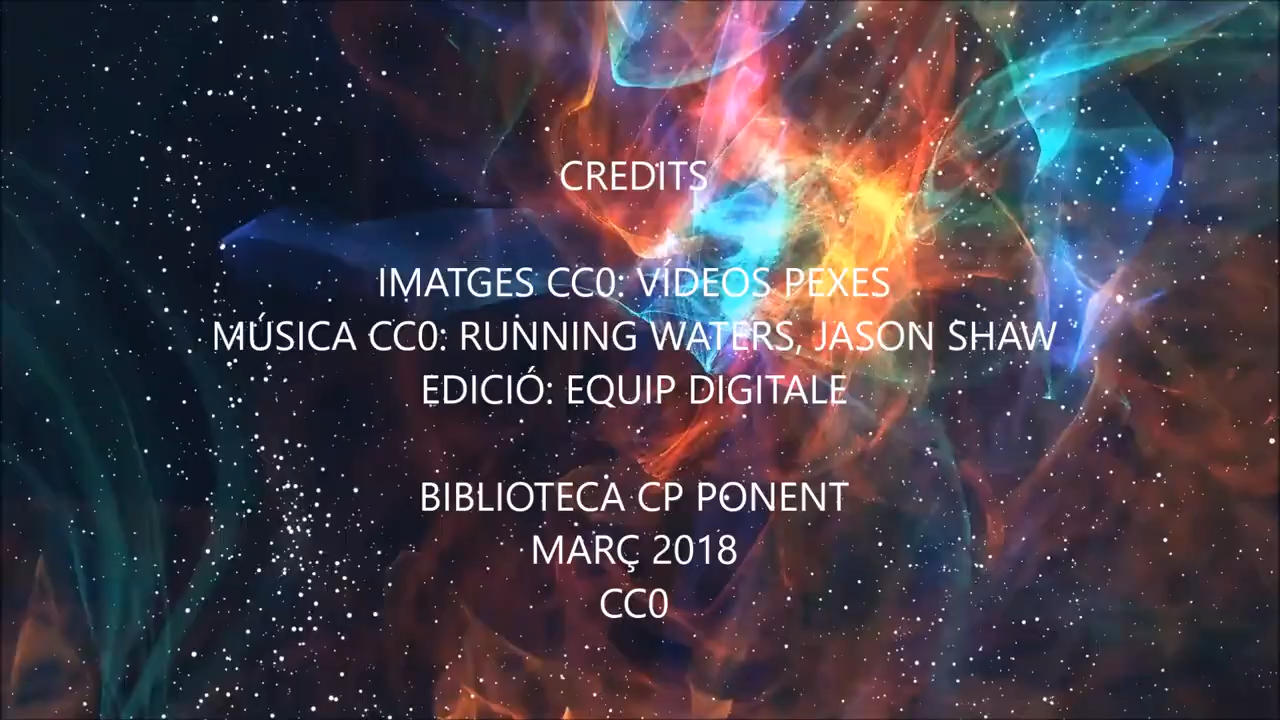 CREDITS
IMATGES CC0: VÍDEOS PEXES
MÚSICA CC0: RUNNING WATERS, JASON SHAW
EDICIÓ: EQUIP DIGITALE
BIBLIOTECA CP PONENT
MARÇ 2018
CC0